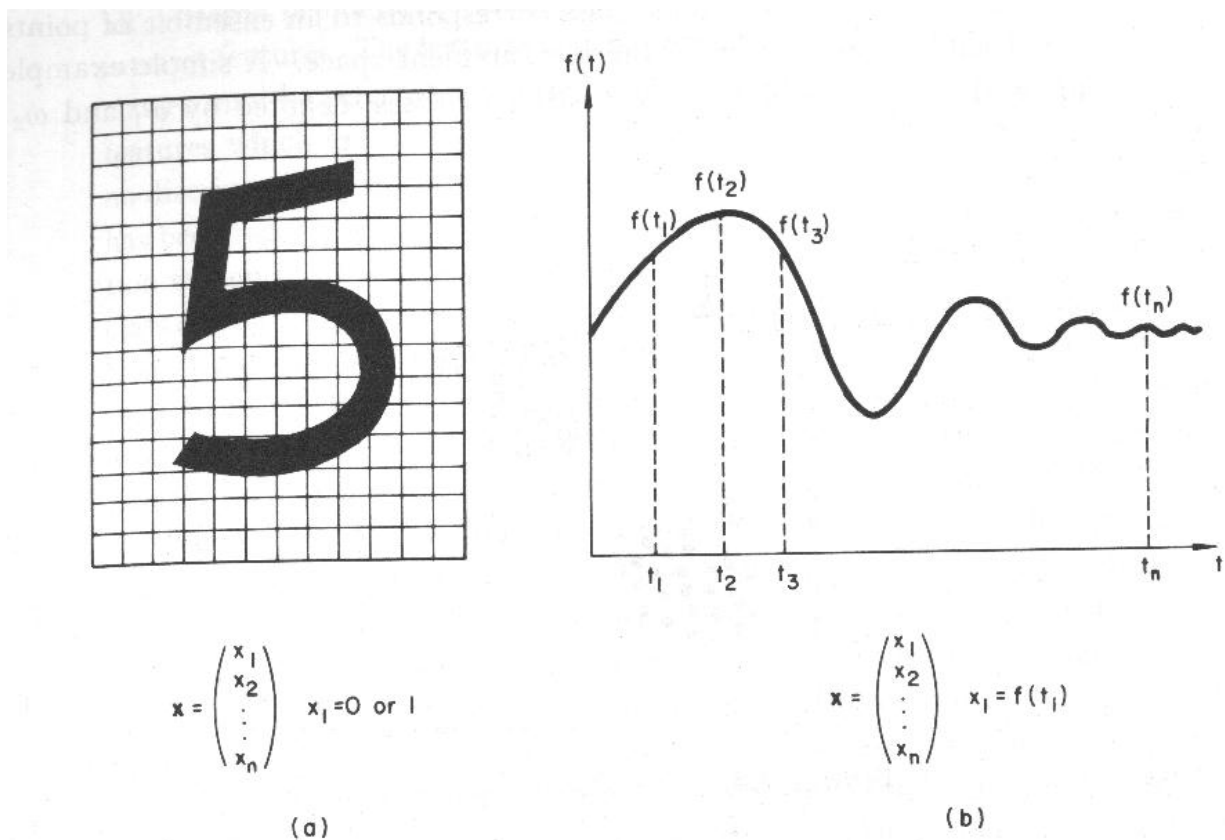 5
f(t)
f(t₂)
f(t₁)
f(t₃)
f(tₙ)
t₁ t₂ t₃ tₙ t
x = (x₁ x₂ . . . xₙ) x₁ = 0 or 1
x = (x₁ x₂ . . . xₙ) x₁ = f(t₁)
(a) (b)